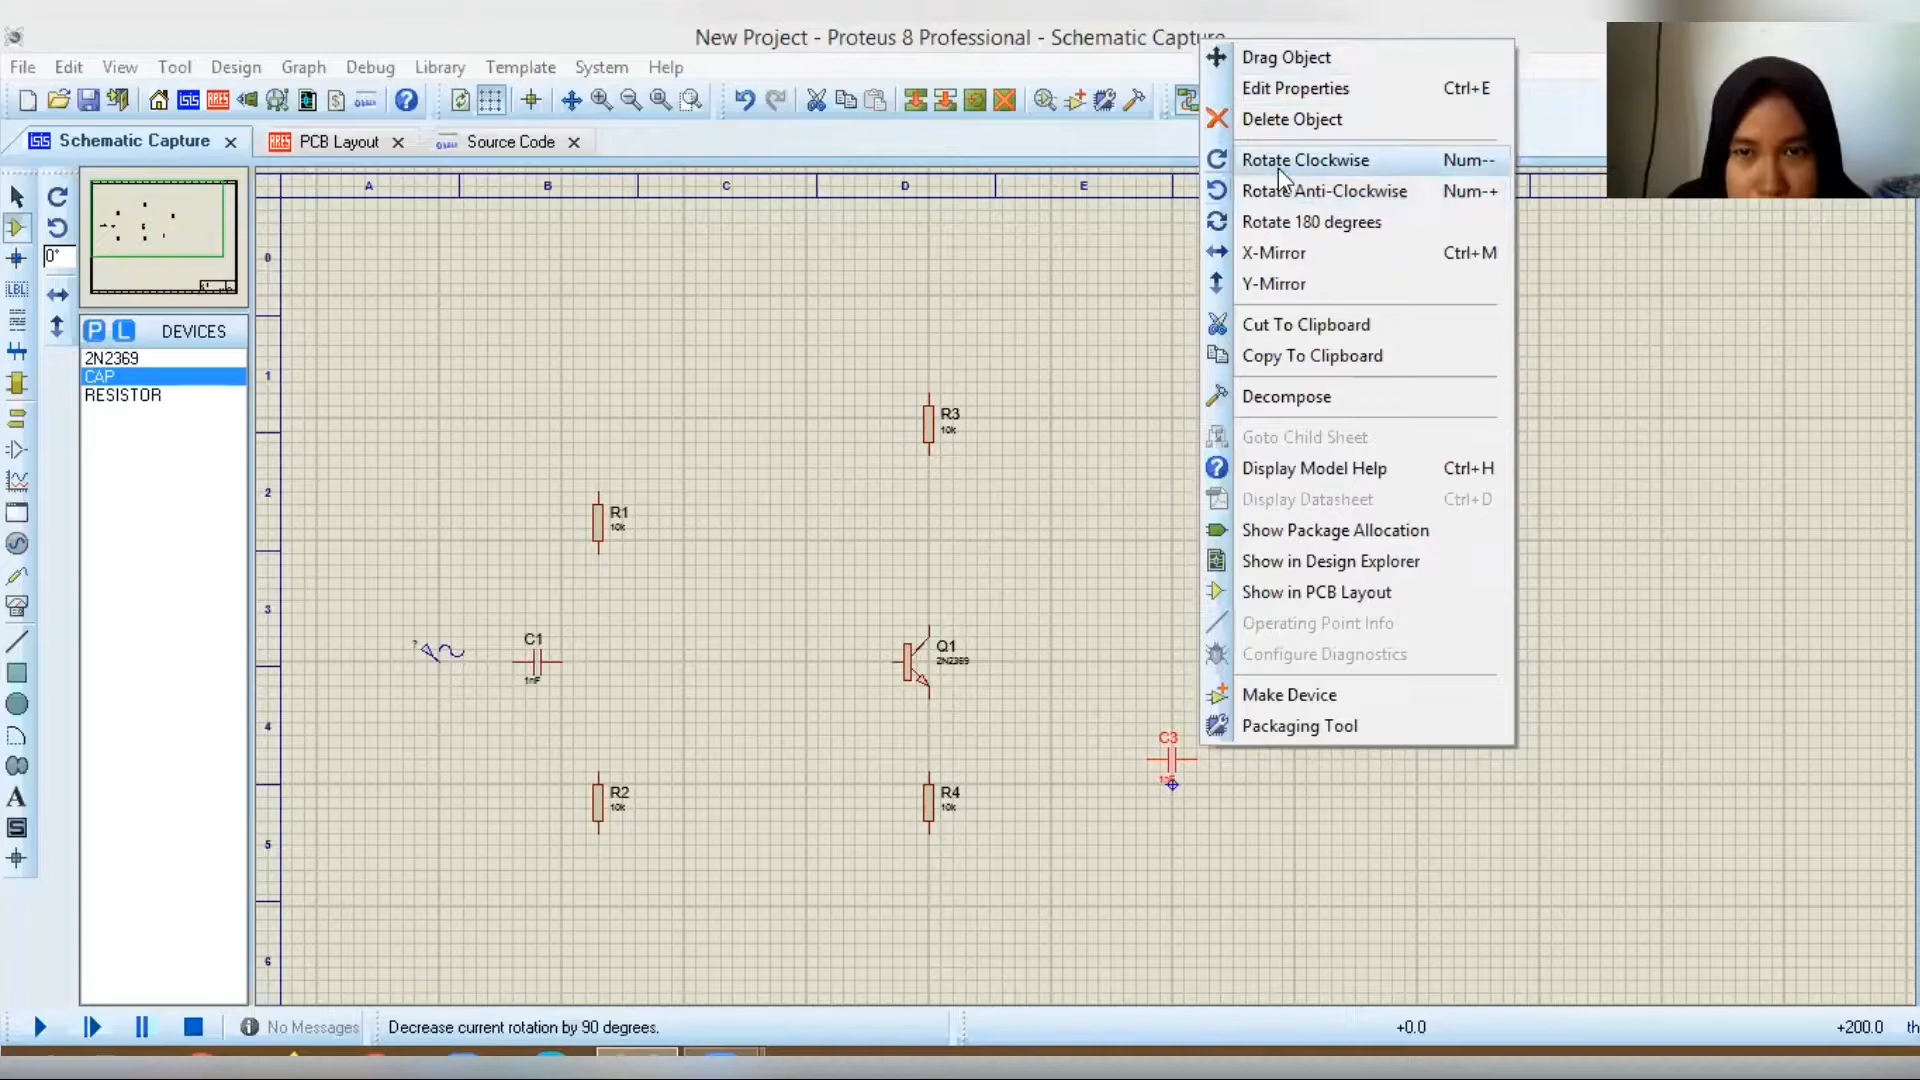 New Project - Proteus 8 Professional - Schematic Capture
File Edit View Tool Design Graph Debug Library Template System Help
Schematic Capture
PCB Layout
Source Code
A B C D E
0
1
2
3
4
5
6
0°
LBL
P L DEVICES
2N2369
CAP
RESISTOR
A
S
R3
10k
R1
10k
C1
1nF
?
Q1
2N2369
R2
10k
R4
10k
C3
1nF
Drag Object
Edit Properties Ctrl+E
Delete Object
Rotate Clockwise Num--
Rotate Anti-Clockwise Num-+
Rotate 180 degrees
X-Mirror Ctrl+M
Y-Mirror
Cut To Clipboard
Copy To Clipboard
Decompose
Goto Child Sheet
Display Model Help Ctrl+H
Display Datasheet Ctrl+D
Show Package Allocation
Show in Design Explorer
Show in PCB Layout
Operating Point Info
Configure Diagnostics
Make Device
Packaging Tool
No Messages
Decrease current rotation by 90 degrees.
+0.0
+200.0
th